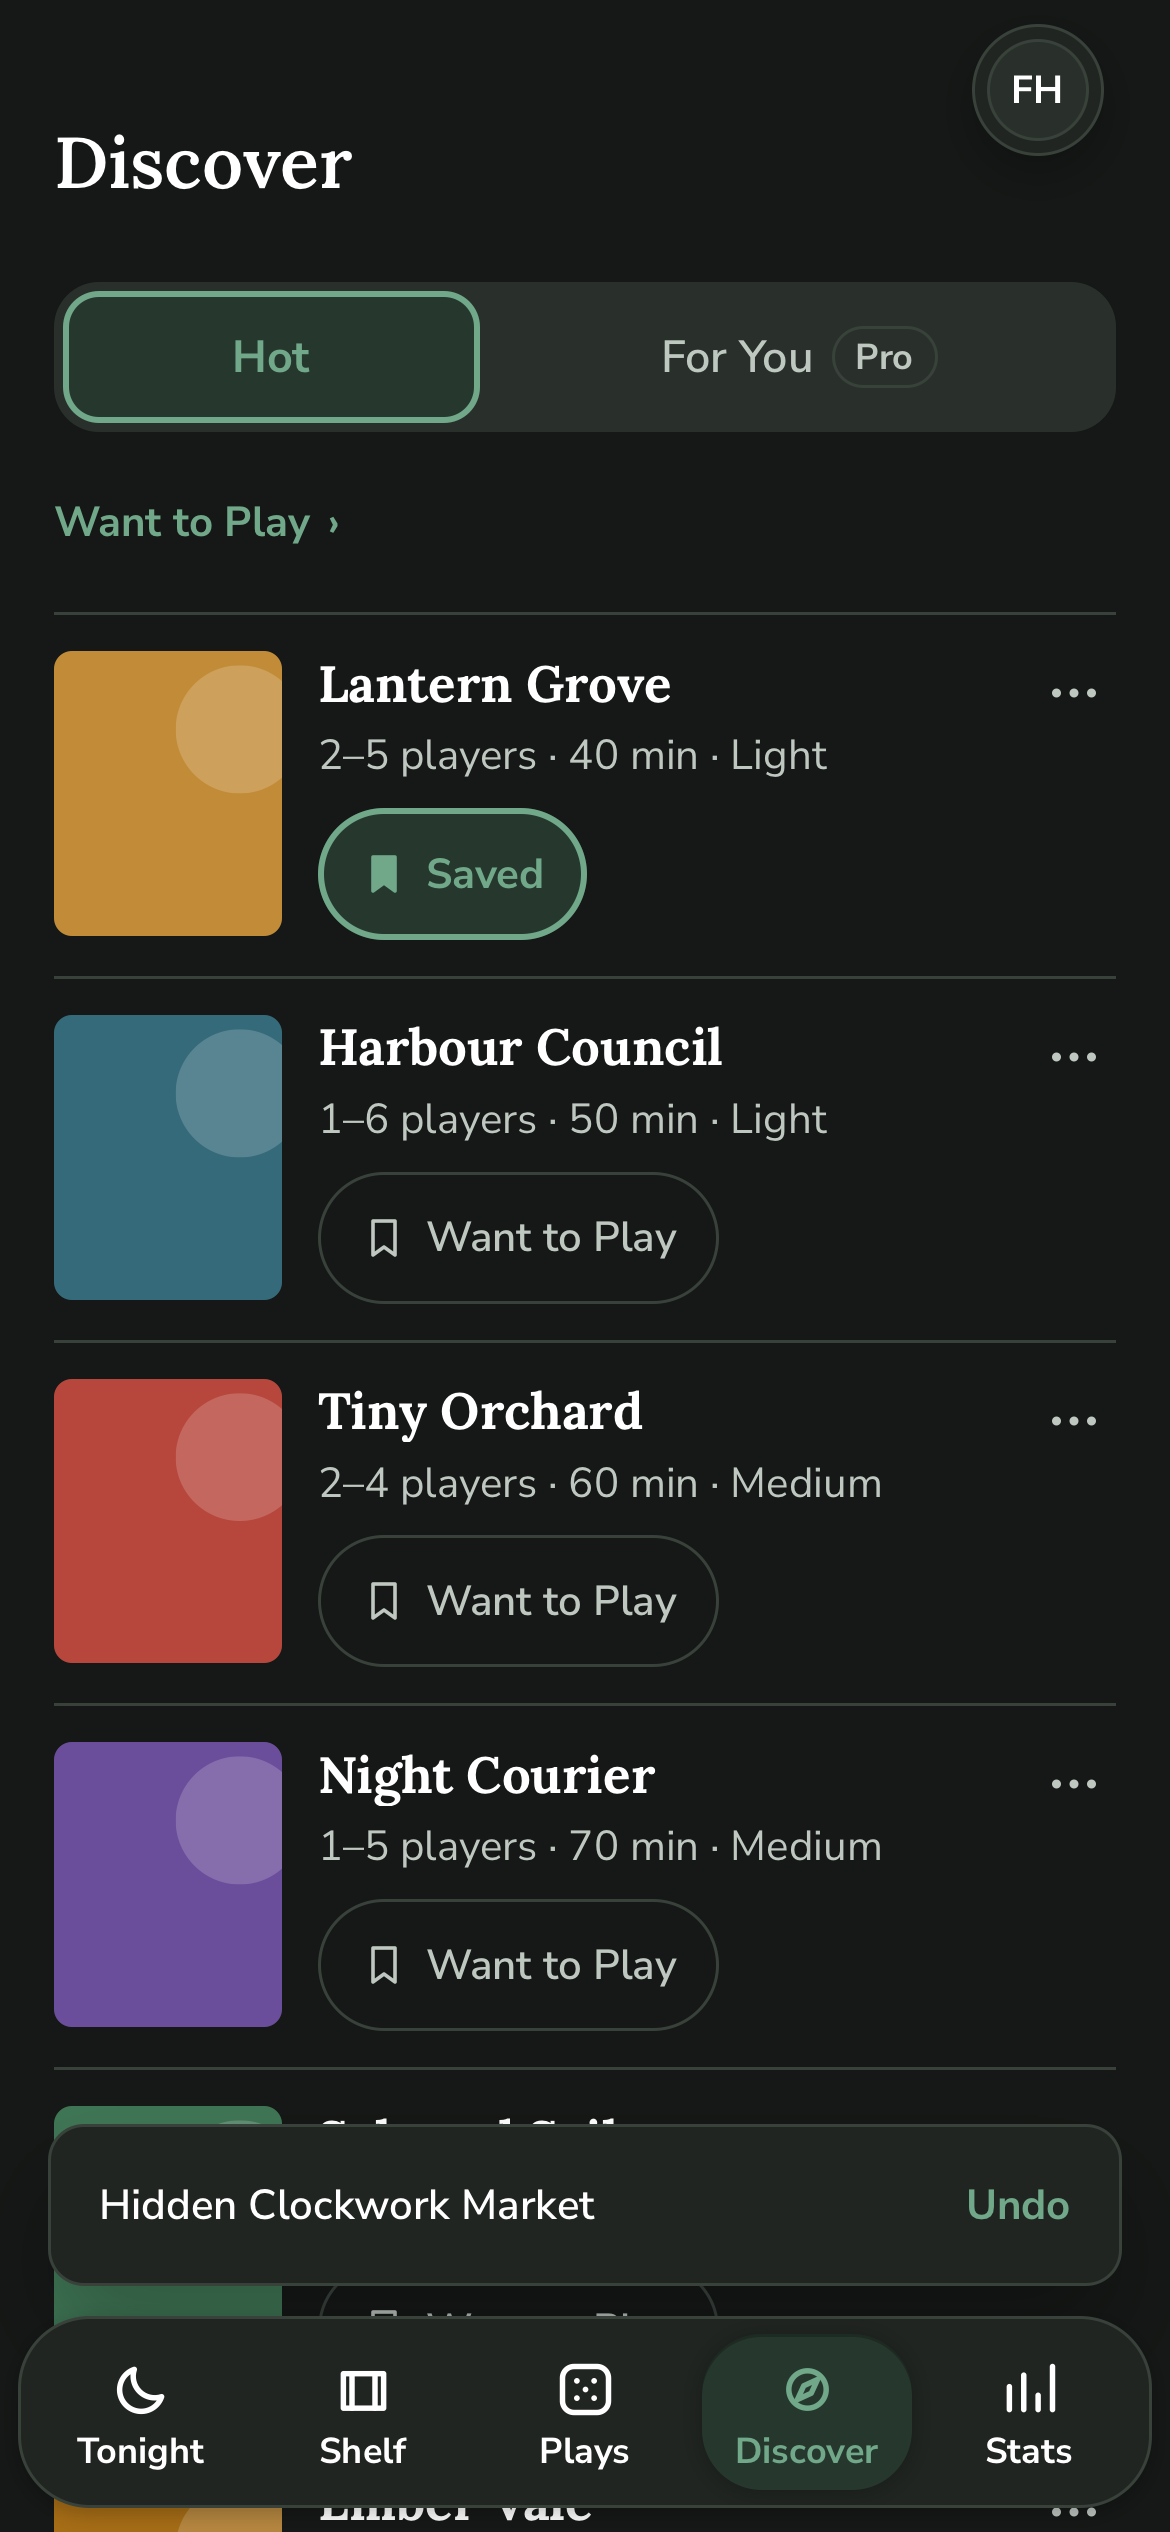 FH
Discover
Hot
For You Pro
Want to Play ›
Lantern Grove
2–5 players · 40 min · Light
Saved
Harbour Council
1–6 players · 50 min · Light
Want to Play
Tiny Orchard
2–4 players · 60 min · Medium
Want to Play
Night Courier
1–5 players · 70 min · Medium
Want to Play
Hidden Clockwork Market Undo
Tonight Shelf Plays Discover Stats
Ember Vale